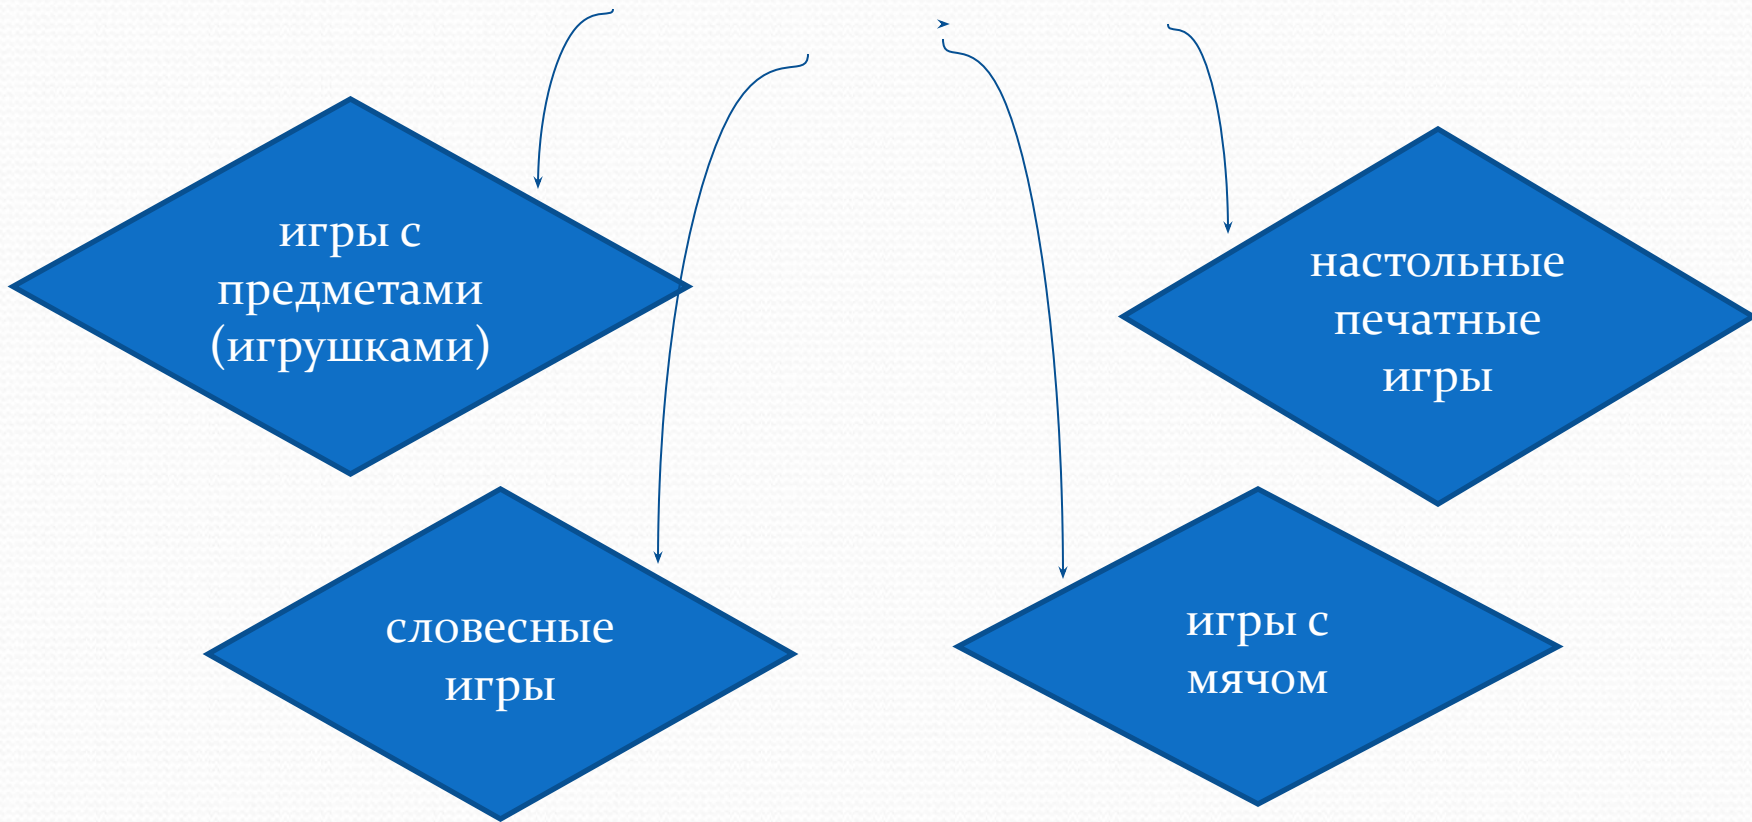 игры с
предметами
(игрушками)
настольные
печатные
игры
словесные
игры
игры с
мячом